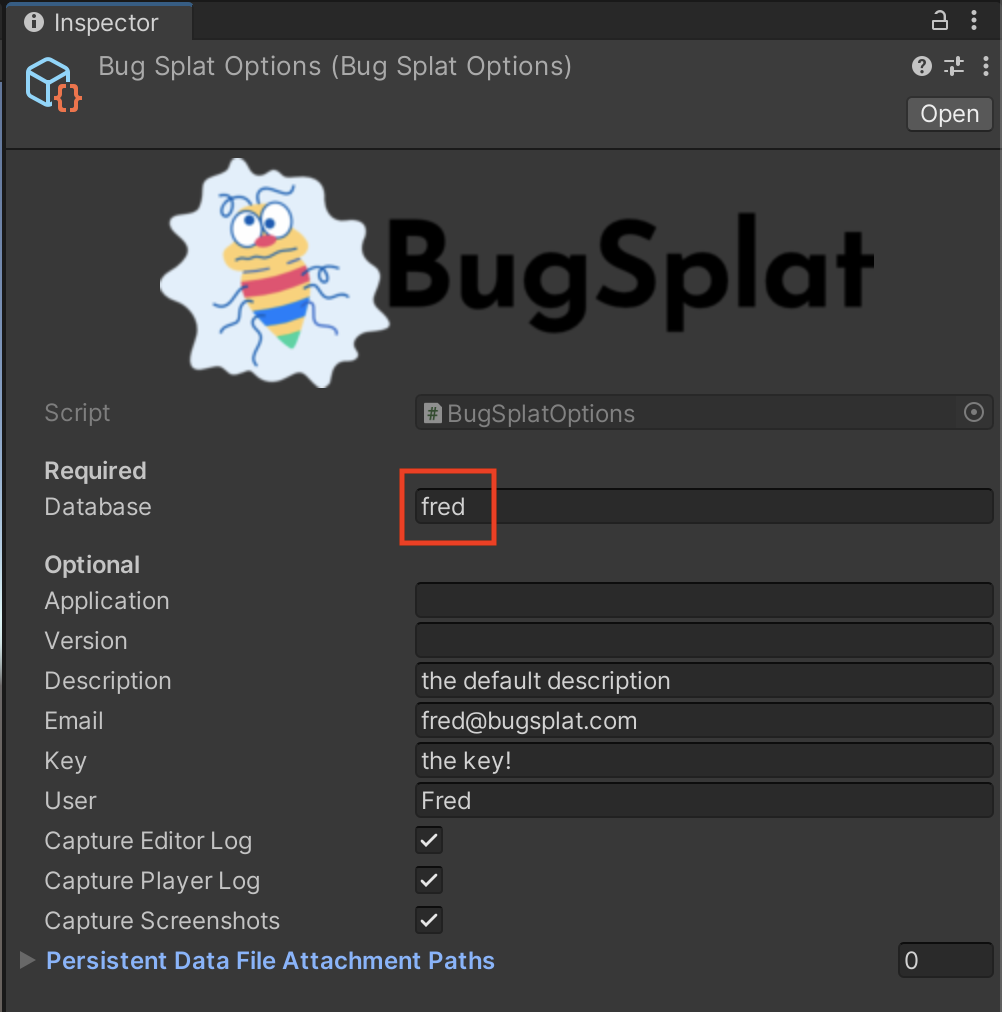 Inspector
Bug Splat Options (Bug Splat Options)
Open
BugSplat
Script # BugSplatOptions
Required
Database fred
Optional
Application
Version
Description the default description
Email fred@bugsplat.com
Key the key!
User Fred
Capture Editor Log
Capture Player Log
Capture Screenshots
Persistent Data File Attachment Paths 0